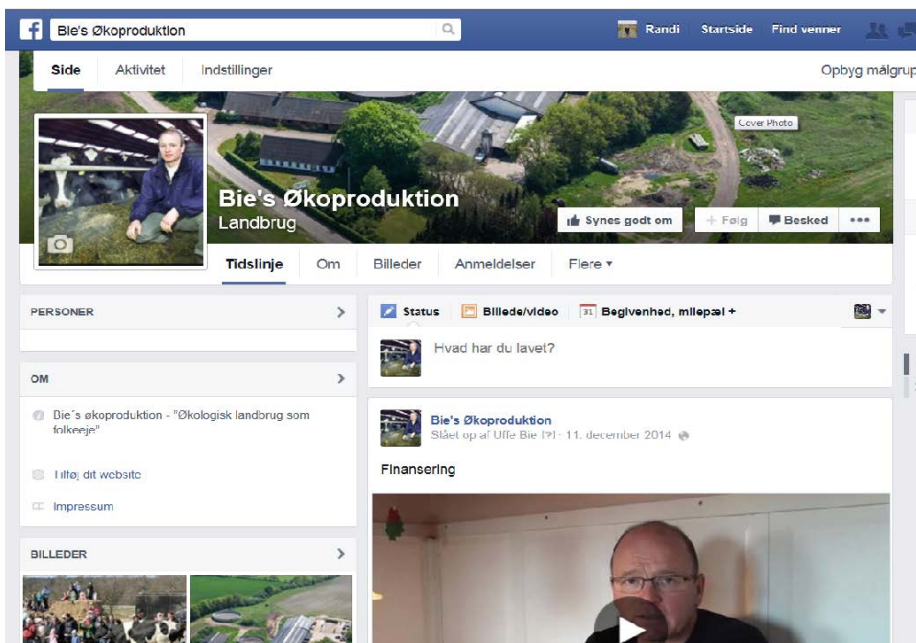 Bie's Økoproduktion
Randi Startside Find venner
Side Aktivitet Indstillinger
Opbyg målgrup
Cover Photo
Bie's Økoproduktion
Landbrug
Synes godt om + Følg Besked
Tidslinje Om Billeder Anmeldelser Flere
PERSONER
Status Billede/video 31 Begivenhed, milepæl +
Hvad har du lavet?
OM
Bie´s økoproduktion - "Økologisk landbrug som
folkeeje"
Tilføj dit website
Impressum
Bie's Økoproduktion
Slået op af Uffe Bie [?] · 11. december 2014
Finansering
BILLEDER